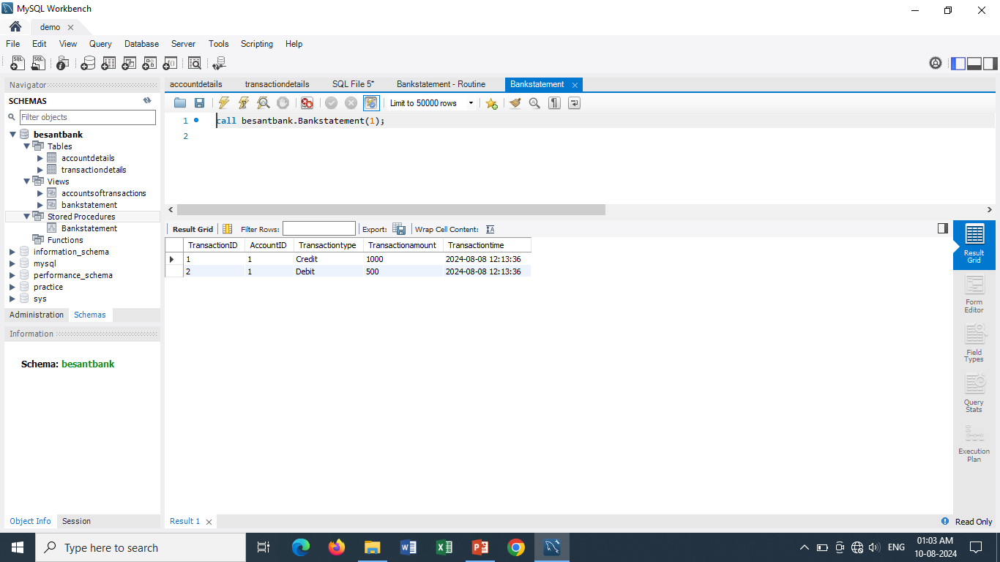 MySQL Workbench
demo
File Edit View Query Database Server Tools Scripting Help
Navigator
SCHEMAS
Filter objects
besantbank
Tables
accountdetails
transactiondetails
Views
accountsoftransactions
bankstatement
Stored Procedures
Bankstatement
Functions
information_schema
mysql
performance_schema
practice
sys
Administration Schemas
Information
Schema: besantbank
Object Info Session
accountdetails transactiondetails SQL File 5* Bankstatement - Routine Bankstatement
Limit to 50000 rows
1 call besantbank.Bankstatement(1);
2
Result Grid Filter Rows: Export: Wrap Cell Content:
TransactionID AccountID Transactiontype Transactionamount Transactiontime
1 1 Credit 1000 2024-08-08 12:13:36
2 1 Debit 500 2024-08-08 12:13:36
Result
Grid
Form
Editor
Field
Types
Query
Stats
Execution
Plan
Result 1
Read Only
Type here to search
ENG
01:03 AM
10-08-2024